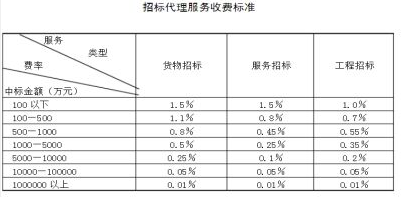 招标代理服务收费标准
服务
类型
费率
中标金额（万元）
货物招标 服务招标 工程招标
100 以下 1.5% 1.5% 1.0%
100—500 1.1% 0.8% 0.7%
500—1000 0.8% 0.45% 0.55%
1000—5000 0.5% 0.25% 0.35%
5000—10000 0.25% 0.1% 0.2%
10000—100000 0.05% 0.05% 0.05%
1000000 以上 0.01% 0.01% 0.01%